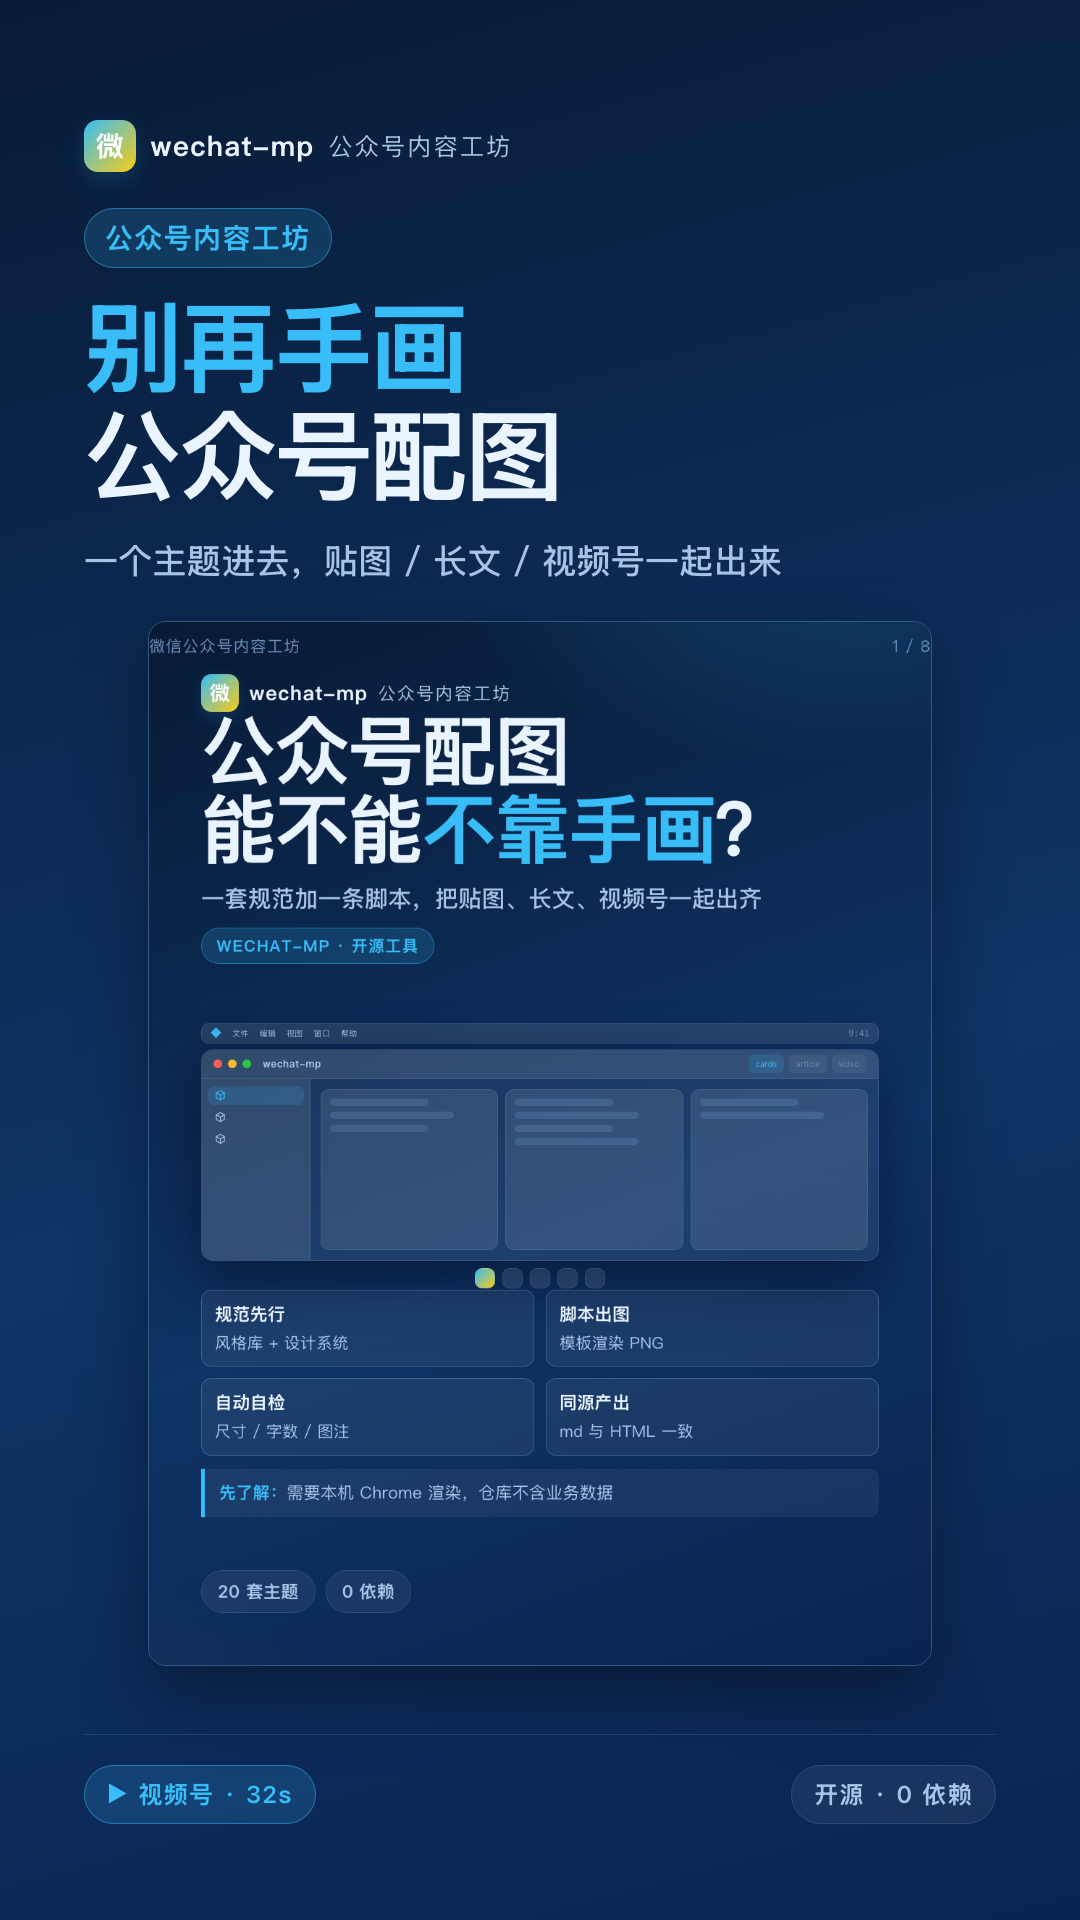 微 wechat-mp 公众号内容工坊
公众号内容工坊
别再手画
公众号配图
一个主题进去，贴图 / 长文 / 视频号一起出来
微信公众号内容工坊 1 / 8
微 wechat-mp 公众号内容工坊
公众号配图
能不能不靠手画?
一套规范加一条脚本，把贴图、长文、视频号一起出齐
WECHAT-MP · 开源工具
文件 编辑 视图 窗口 帮助 9:41
wechat-mp cards article video
规范先行 脚本出图
风格库 + 设计系统 模板渲染 PNG
自动自检 同源产出
尺寸 / 字数 / 图注 md 与 HTML 一致
先了解：需要本机 Chrome 渲染，仓库不含业务数据
20 套主题 0 依赖
▶ 视频号 · 32s 开源 · 0 依赖